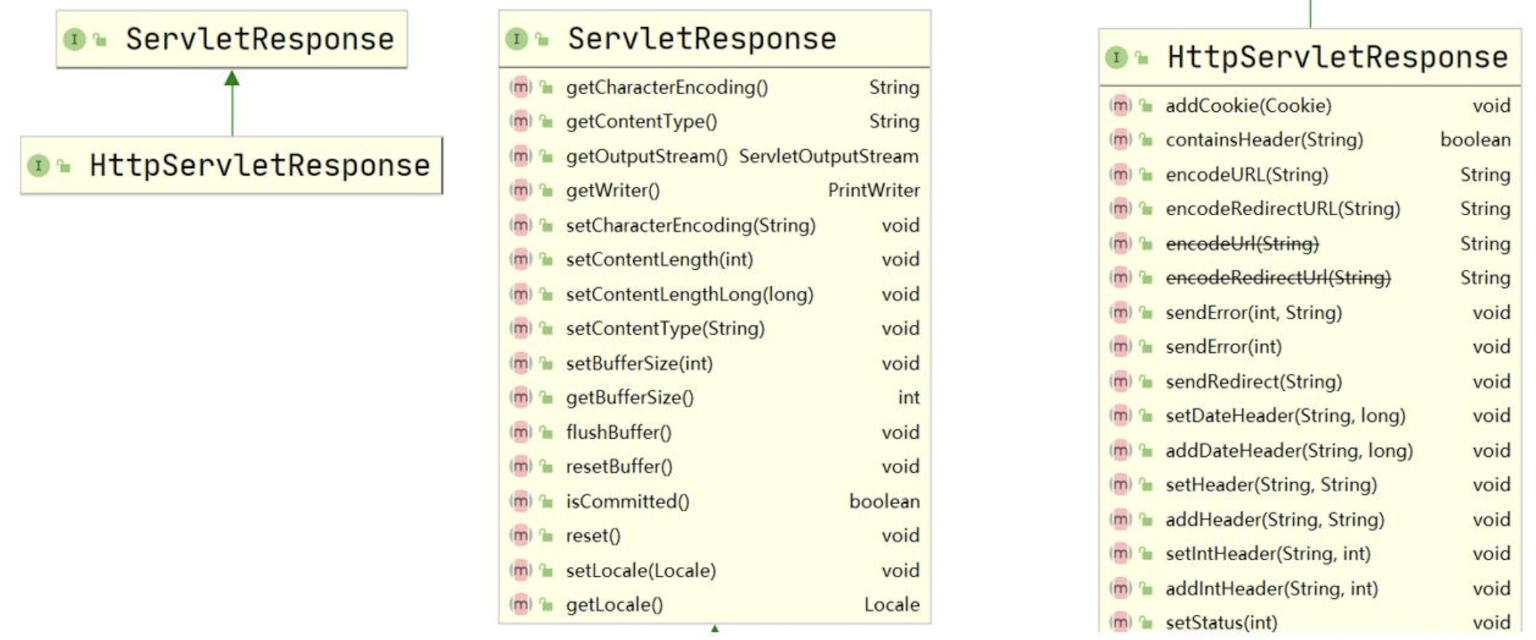 ServletResponse
HttpServletResponse
ServletResponse
getCharacterEncoding() String
getContentType() String
getOutputStream() ServletOutputStream
getWriter() PrintWriter
setCharacterEncoding(String) void
setContentLength(int) void
setContentLengthLong(long) void
setContentType(String) void
setBufferSize(int) void
getBufferSize() int
flushBuffer() void
resetBuffer() void
isCommitted() boolean
reset() void
setLocale(Locale) void
getLocale() Locale
HttpServletResponse
addCookie(Cookie) void
containsHeader(String) boolean
encodeURL(String) String
encodeRedirectURL(String) String
encodeUrl(String) String
encodeRedirectUrl(String) String
sendError(int, String) void
sendError(int) void
sendRedirect(String) void
setDateHeader(String, long) void
addDateHeader(String, long) void
setHeader(String, String) void
addHeader(String, String) void
setIntHeader(String, int) void
addIntHeader(String, int) void
setStatus(int) void